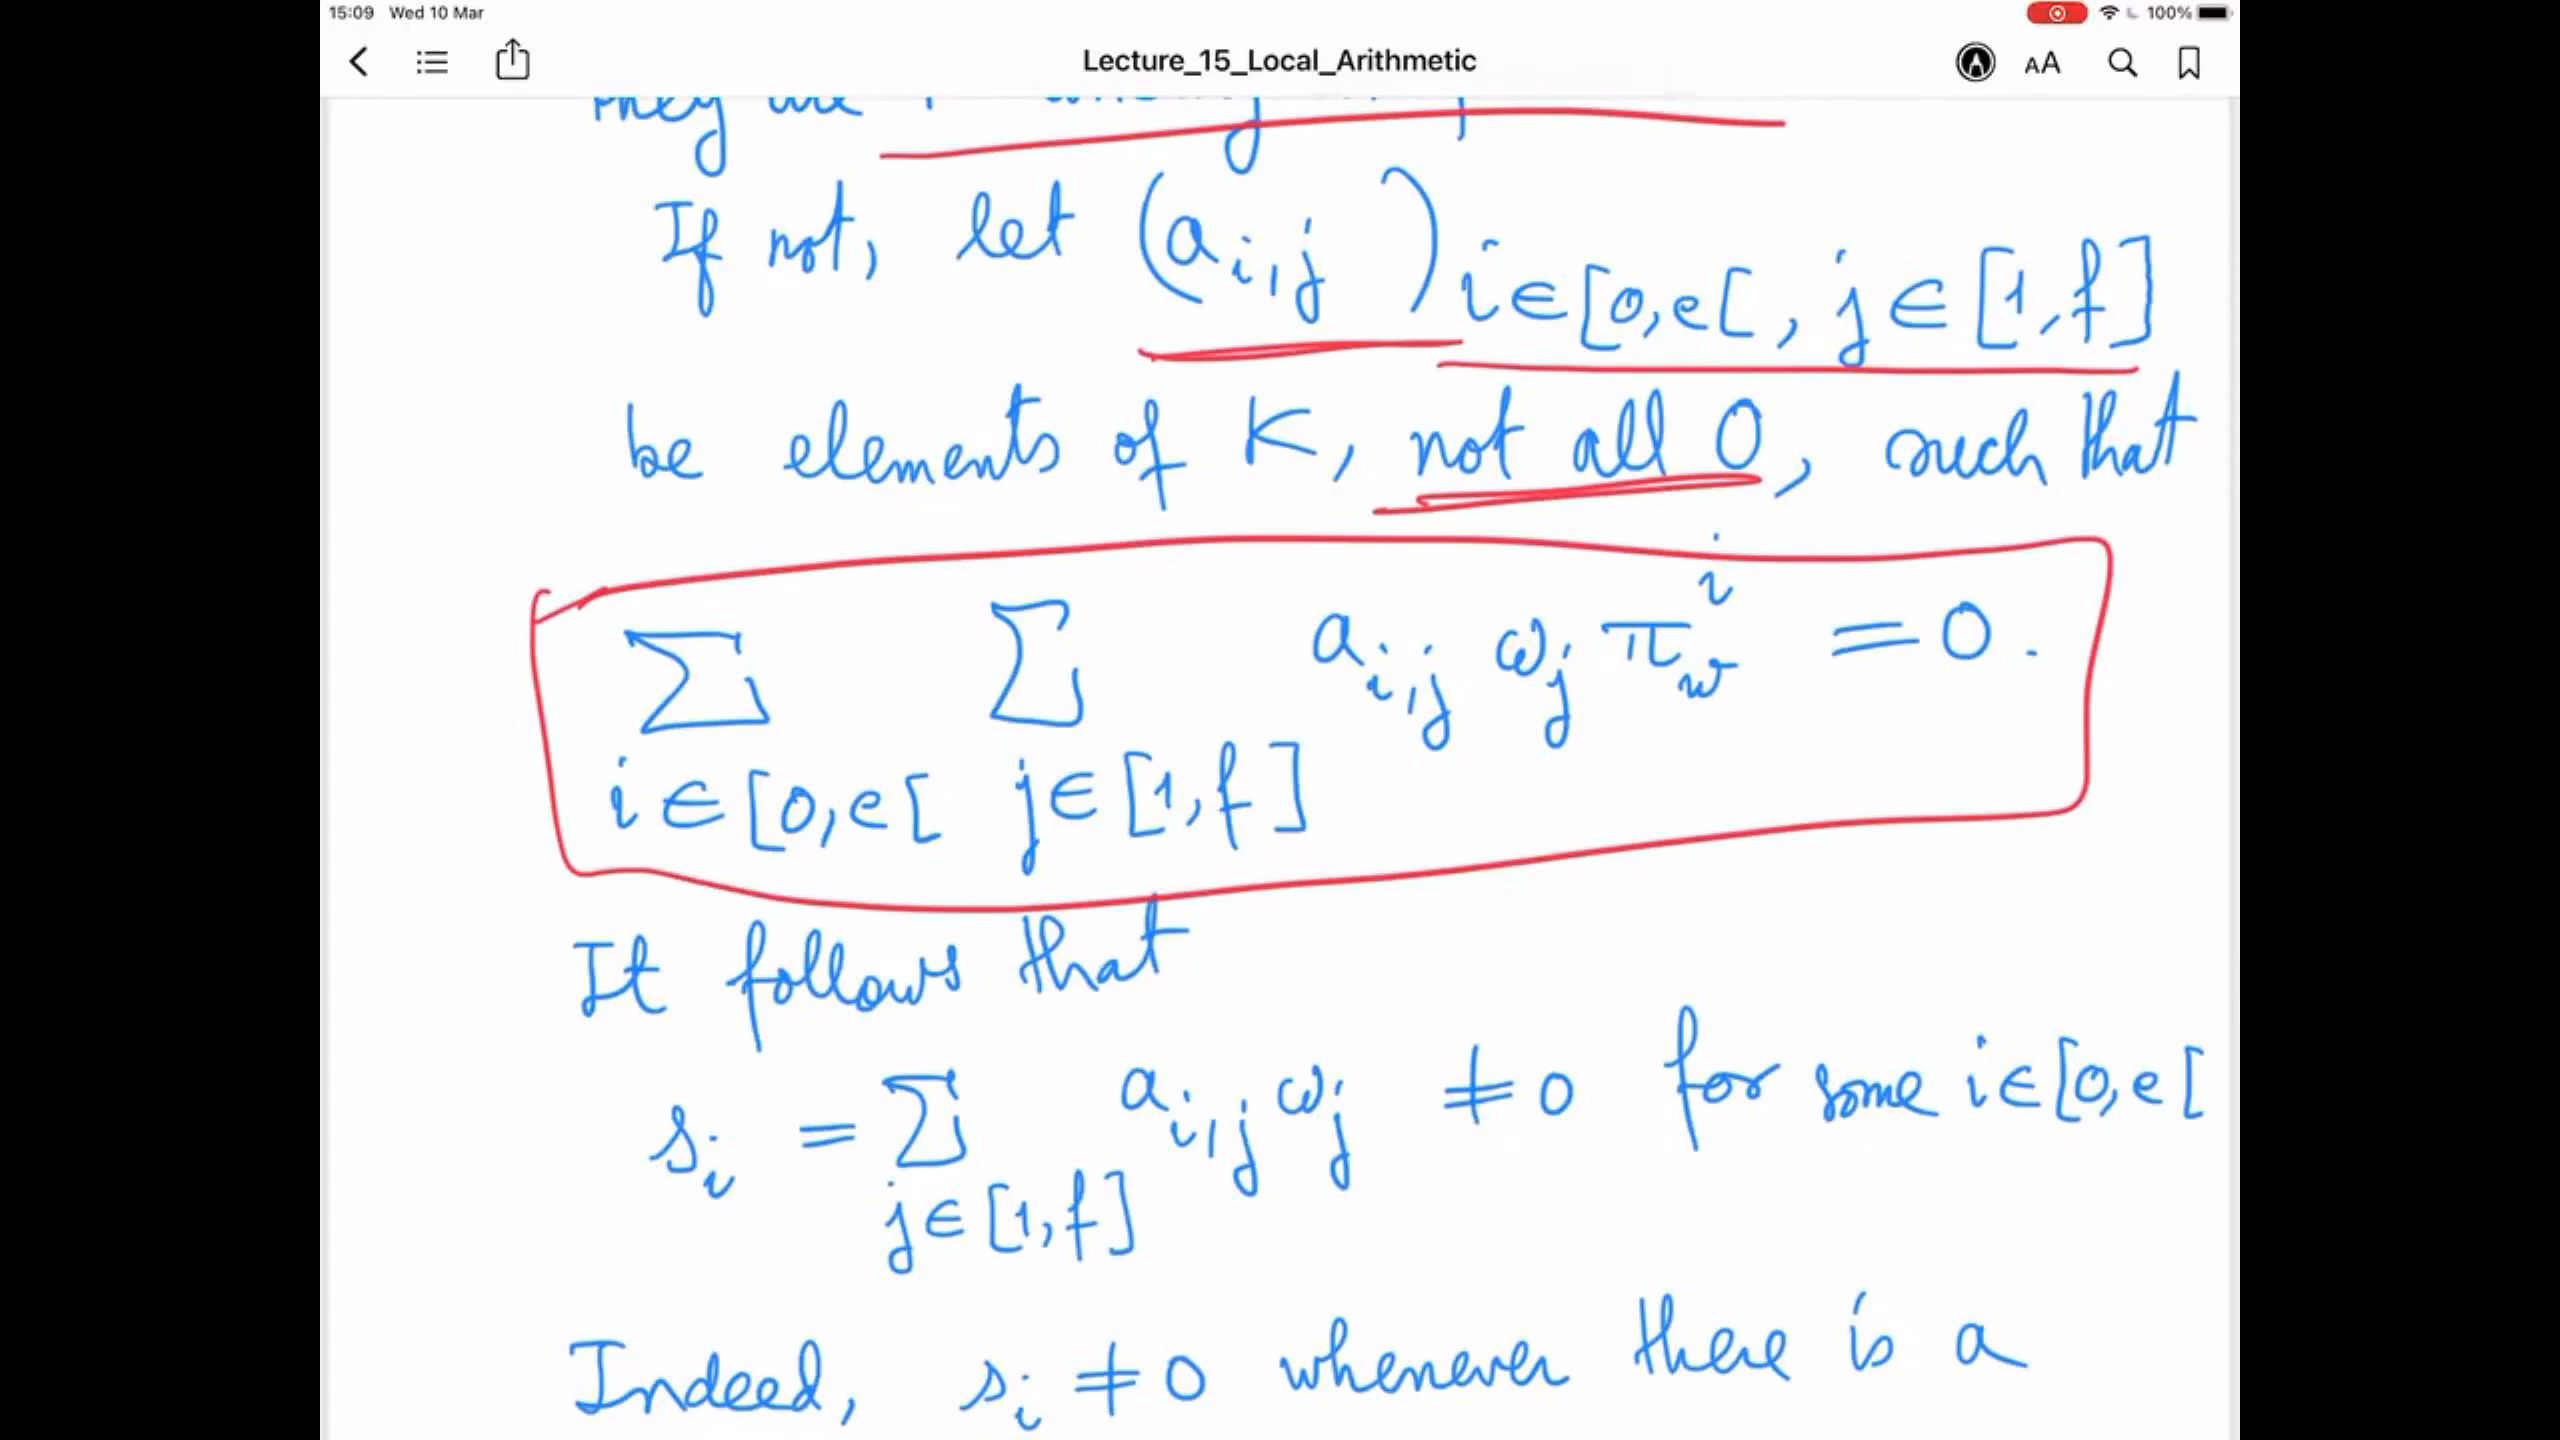 15:09 Wed 10 Mar 100%
Lecture_15_Local_Arithmetic
AA
they are
If not, let (a_{i,j})_{i∈[0,e[, j∈[1,f]}
be elements of K, not all 0, such that
∑_{i∈[0,e[} ∑_{j∈[1,f]} a_{i,j} ω_j π_w^i = 0.
It follows that
s_i = ∑_{j∈[1,f]} a_{i,j} ω_j ≠ 0 for some i∈[0,e[
Indeed, s_i ≠ 0 whenever there is a